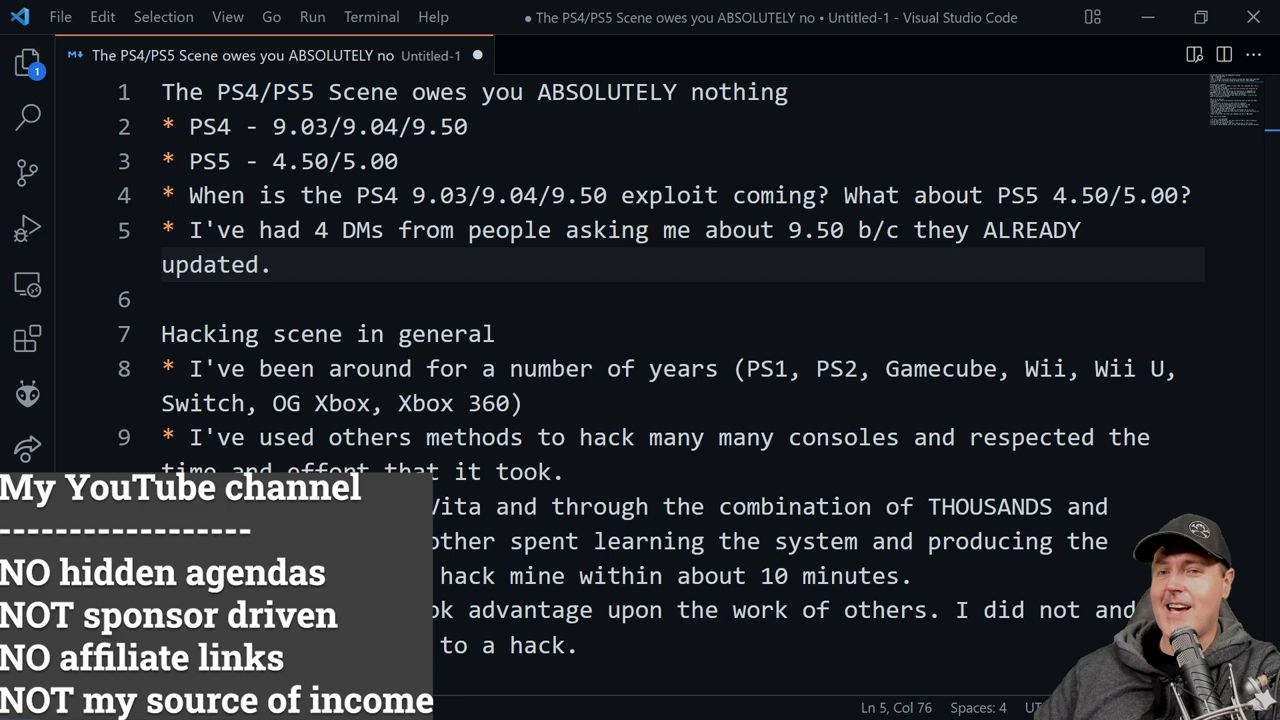 File Edit Selection View Go Run Terminal Help
● The PS4/PS5 Scene owes you ABSOLUTELY no • Untitled-1 - Visual Studio Code
The PS4/PS5 Scene owes you ABSOLUTELY no Untitled-1 ●
1
1 The PS4/PS5 Scene owes you ABSOLUTELY nothing
2 * PS4 - 9.03/9.04/9.50
3 * PS5 - 4.50/5.00
4 * When is the PS4 9.03/9.04/9.50 exploit coming? What about PS5 4.50/5.00?
5 * I've had 4 DMs from people asking me about 9.50 b/c they ALREADY
updated.
6
7 Hacking scene in general
8 * I've been around for a number of years (PS1, PS2, Gamecube, Wii, Wii U,
Switch, OG Xbox, Xbox 360)
9 * I've used others methods to hack many many consoles and respected the
time and effort that it took.
Vita and through the combination of THOUSANDS and
other spent learning the system and producing the
hack mine within about 10 minutes.
advantage upon the work of others. I did not and
to a hack.
My YouTube channel
------------------
NO hidden agendas
NOT sponsor driven
NO affiliate links
NOT my source of income
Ln 5, Col 76 Spaces: 4